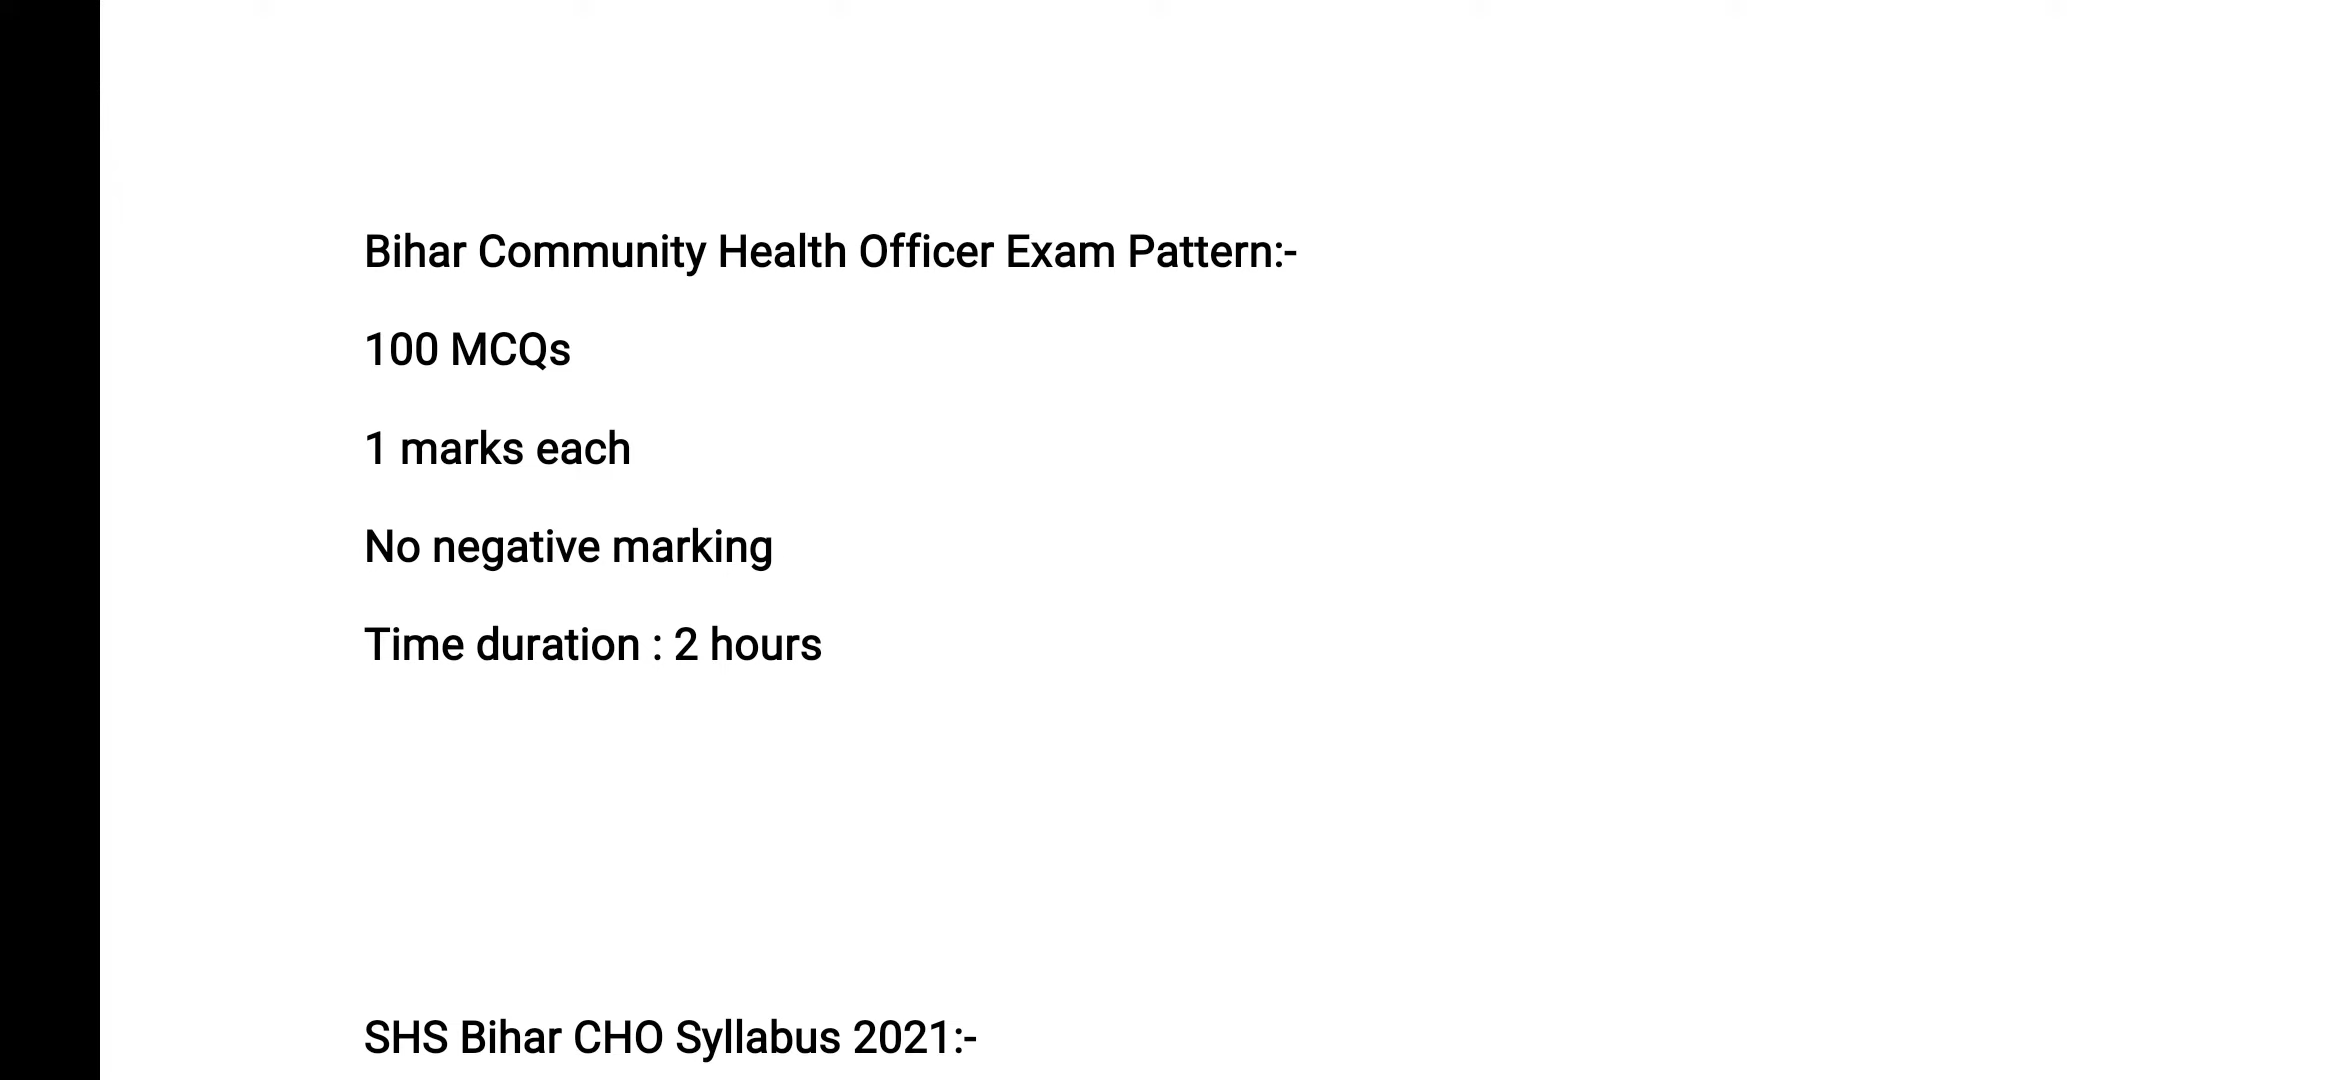 Bihar Community Health Officer Exam Pattern:-
100 MCQs
1 marks each
No negative marking
Time duration : 2 hours
SHS Bihar CHO Syllabus 2021:-